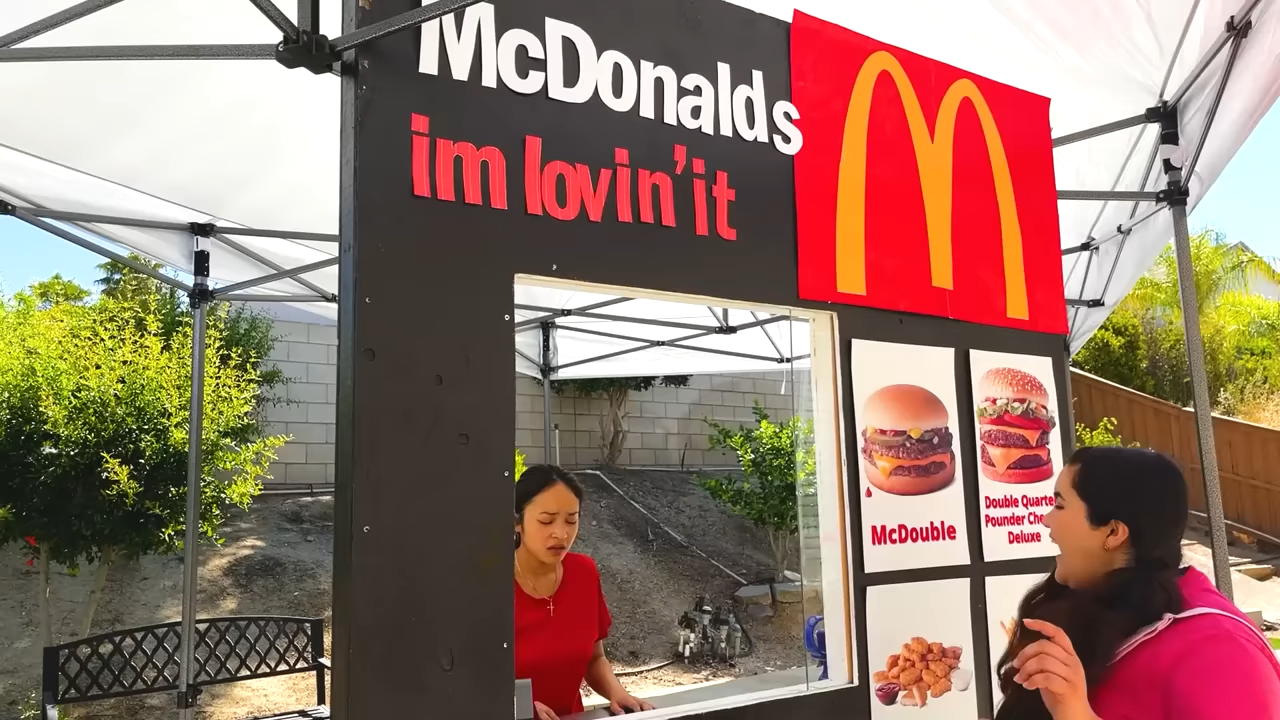 McDonalds
im lovin' it
McDouble
Double Quarte
Pounder Che
Deluxe